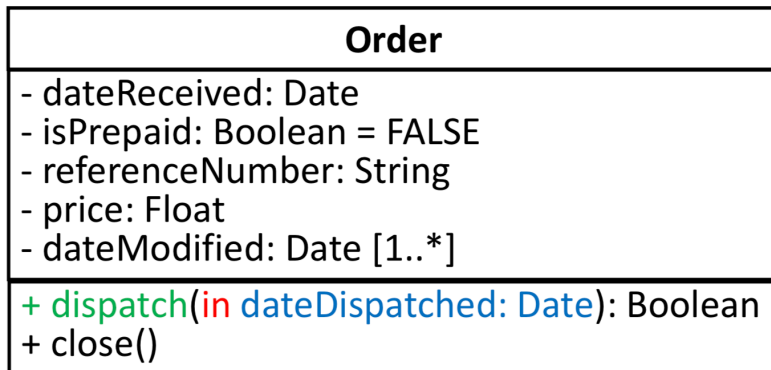 Order
- dateReceived: Date
- isPrepaid: Boolean = FALSE
- referenceNumber: String
- price: Float
- dateModified: Date [1..*]
+ dispatch(in dateDispatched: Date): Boolean
+ close()